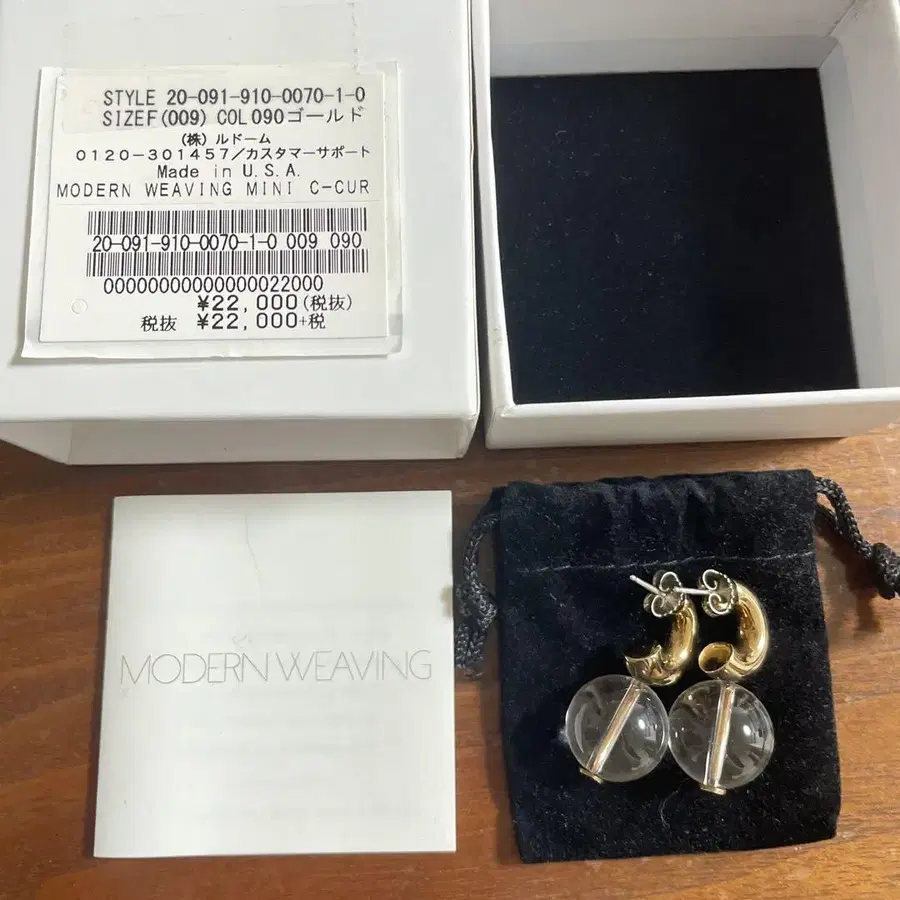 STYLE 20-091-910-0070-1-0
SIZEF(009) COL090ゴールド
(株)ルドーム
0120-301457/カスタマーサポート
Made in U.S.A.
MODERN WEAVING MINI C-CUR
20-091-910-0070-1-0 009 090
00000000000000022000
¥22,000(税抜)
税抜 ¥22,000+税
MODERN WEAVING